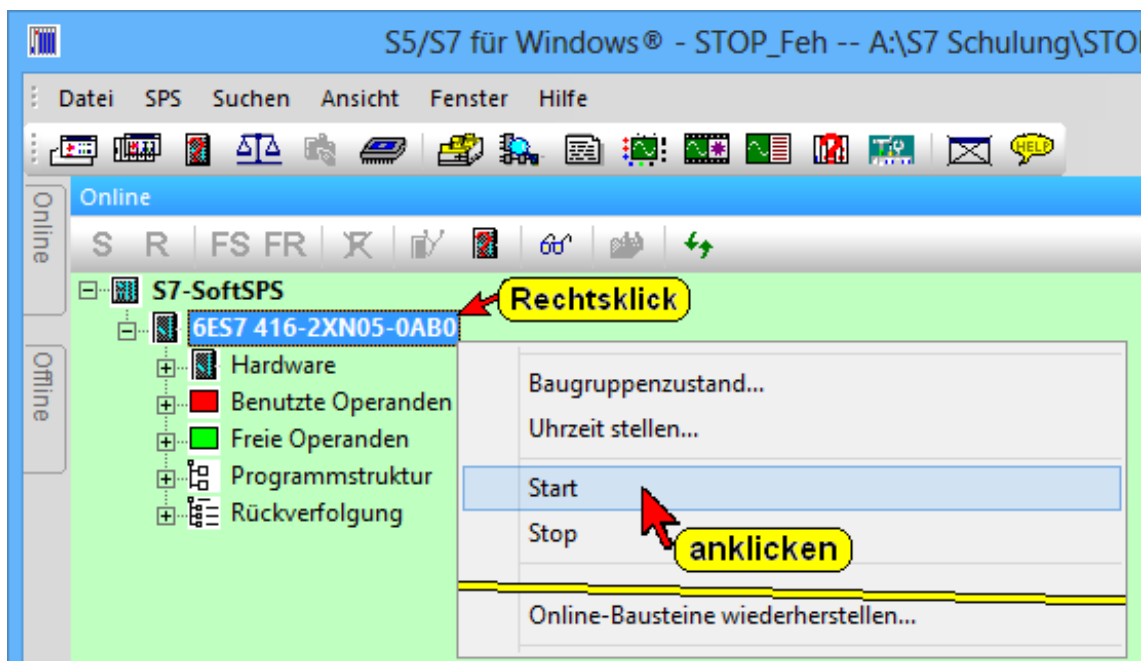 S5/S7 für Windows® - STOP_Feh -- A:\S7 Schulung\STO
Datei SPS Suchen Ansicht Fenster Hilfe
HELP
Online
Online
S R FS FR
S7-SoftSPS
Rechtsklick
6ES7 416-2XN05-0AB0
Offline
Hardware
Benutzte Operanden
Freie Operanden
Programmstruktur
Rückverfolgung
Baugruppenzustand...
Uhrzeit stellen...
Start
Stop
anklicken
Online-Bausteine wiederherstellen...